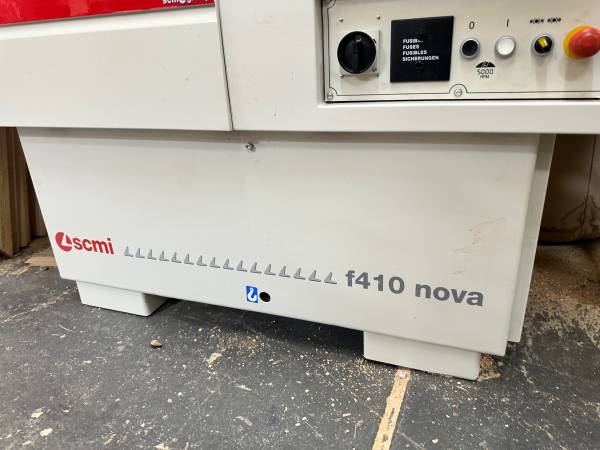 FUSIBILI
FUSES
FUSIBLES
SICHERUNGEN
0
I
5000
RPM
scmi
f410 nova